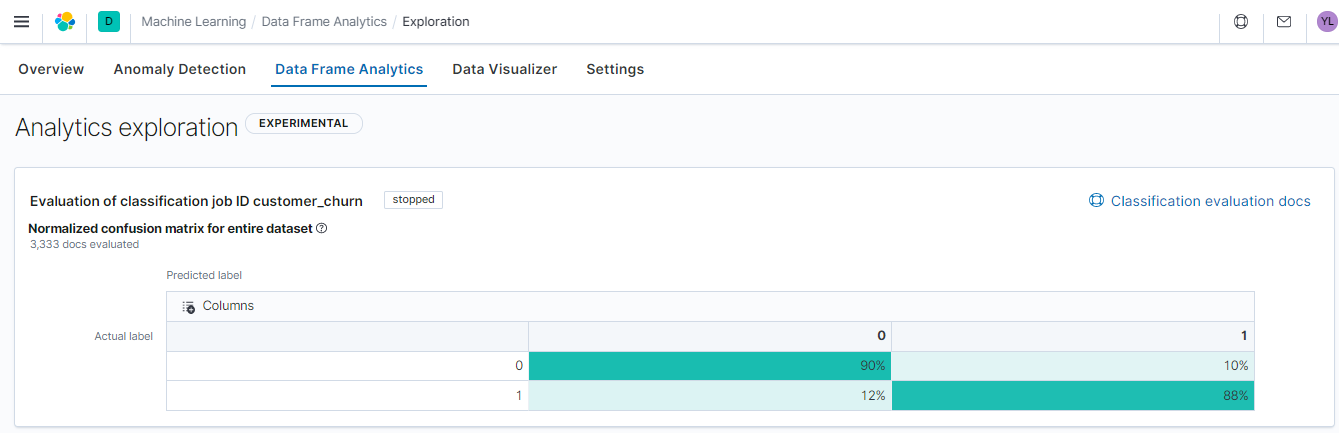 D Machine Learning / Data Frame Analytics / Exploration YL
Overview Anomaly Detection Data Frame Analytics Data Visualizer Settings
Analytics exploration EXPERIMENTAL
Evaluation of classification job ID customer_churn stopped Classification evaluation docs
Normalized confusion matrix for entire dataset ?
3,333 docs evaluated
Predicted label
Columns
Actual label 0 1
0 90% 10%
1 12% 88%